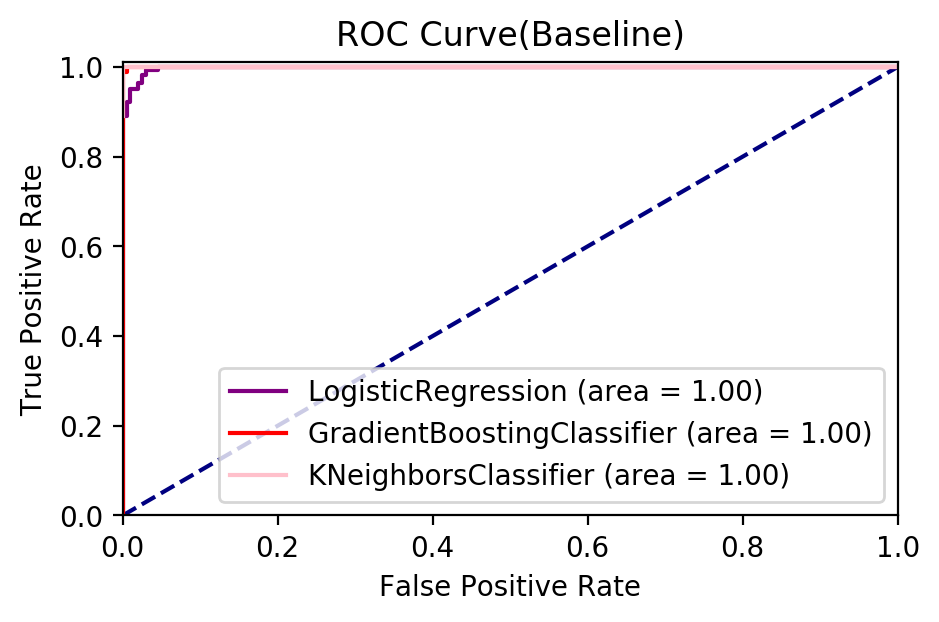 ROC Curve(Baseline)
True Positive Rate
1.0
0.8
0.6
0.4
0.2
0.0
LogisticRegression (area = 1.00)
GradientBoostingClassifier (area = 1.00)
KNeighborsClassifier (area = 1.00)
0.0 0.2 0.4 0.6 0.8 1.0
False Positive Rate